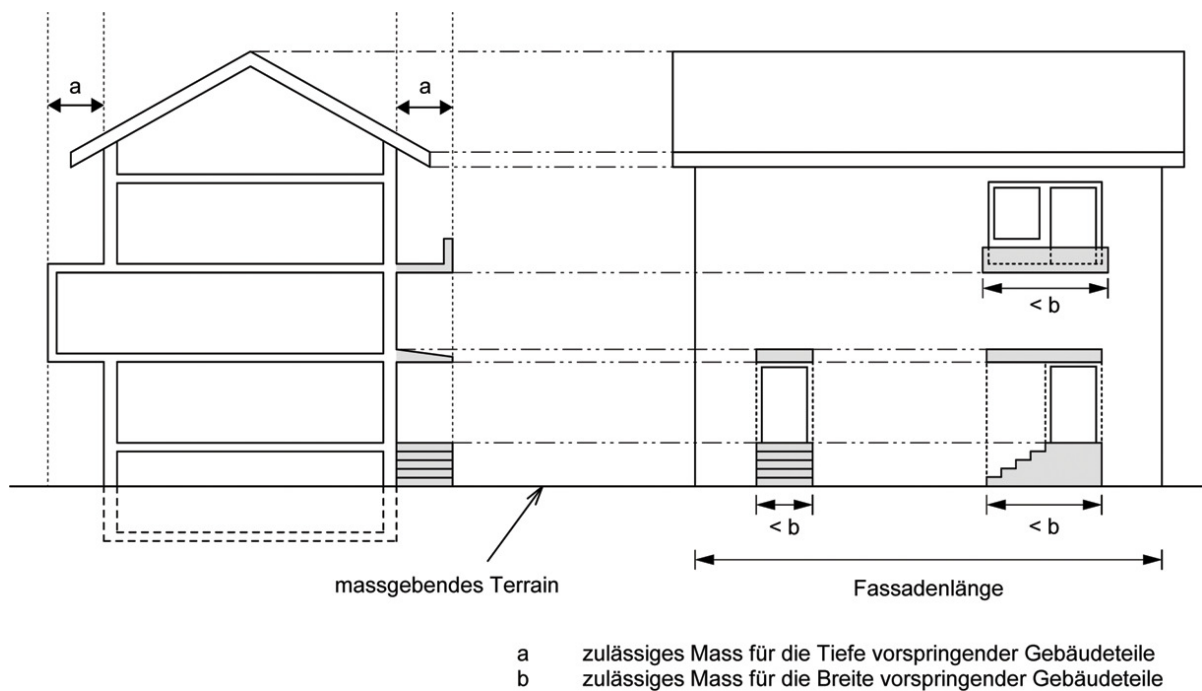 a
a
< b
< b
< b
massgebendes Terrain
Fassadenlänge
a zulässiges Mass für die Tiefe vorspringender Gebäudeteile
b zulässiges Mass für die Breite vorspringender Gebäudeteile